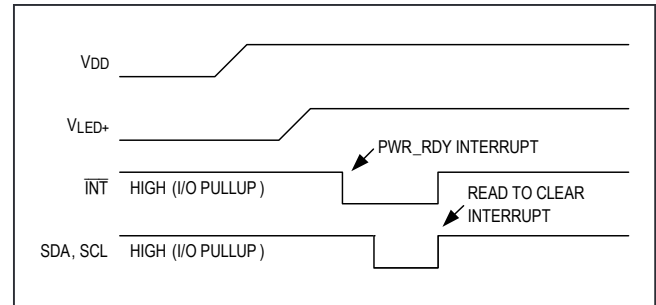 VDD
VLED+
PWR_RDY INTERRUPT
INT HIGH (I/O PULLUP)
READ TO CLEAR
INTERRUPT
SDA, SCL HIGH (I/O PULLUP)